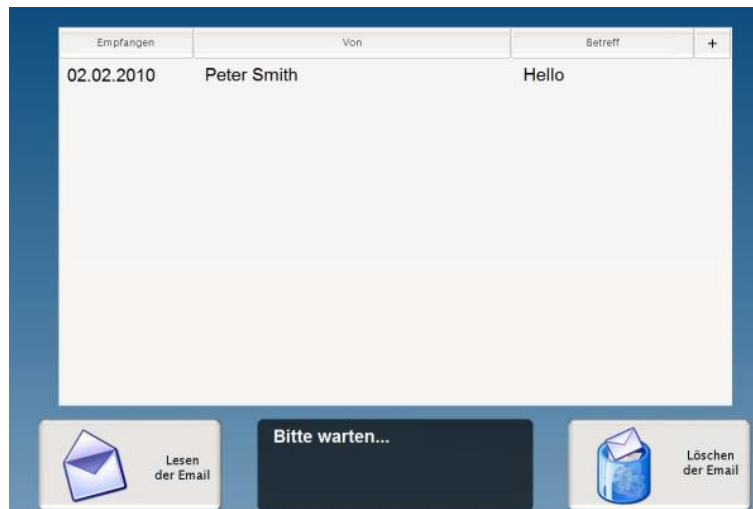 Empfangen Von Betreff +
02.02.2010 Peter Smith Hello
Bitte warten...
Lesen
der Email
Löschen
der Email